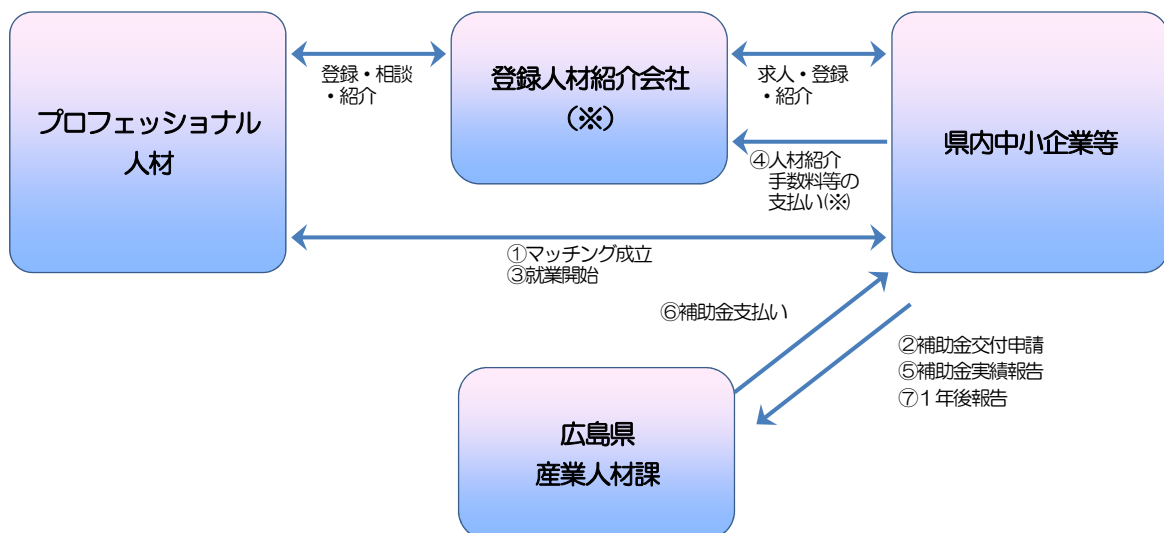 プロフェッショナル
人材
登録・相談
・紹介
登録人材紹介会社
（※）
求人・登録
・紹介
県内中小企業等
④人材紹介
手数料等の
支払い(※)
①マッチング成立
③就業開始
⑥補助金支払い
②補助金交付申請
⑤補助金実績報告
⑦１年後報告
広島県
産業人材課